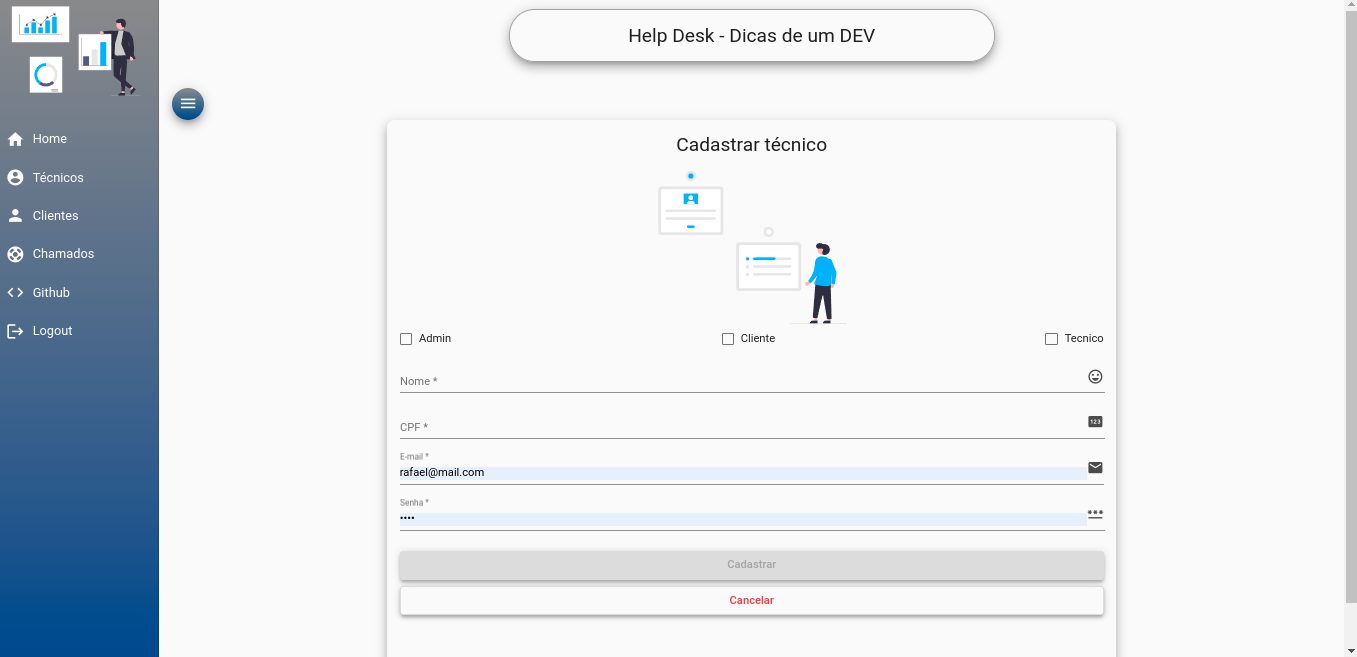 Help Desk - Dicas de um DEV
Home
Técnicos
Clientes
Chamados
Github
Logout
Cadastrar técnico
Admin
Cliente
Tecnico
Nome *
CPF *
123
E-mail *
rafael@mail.com
Senha *
••••
Cadastrar
Cancelar